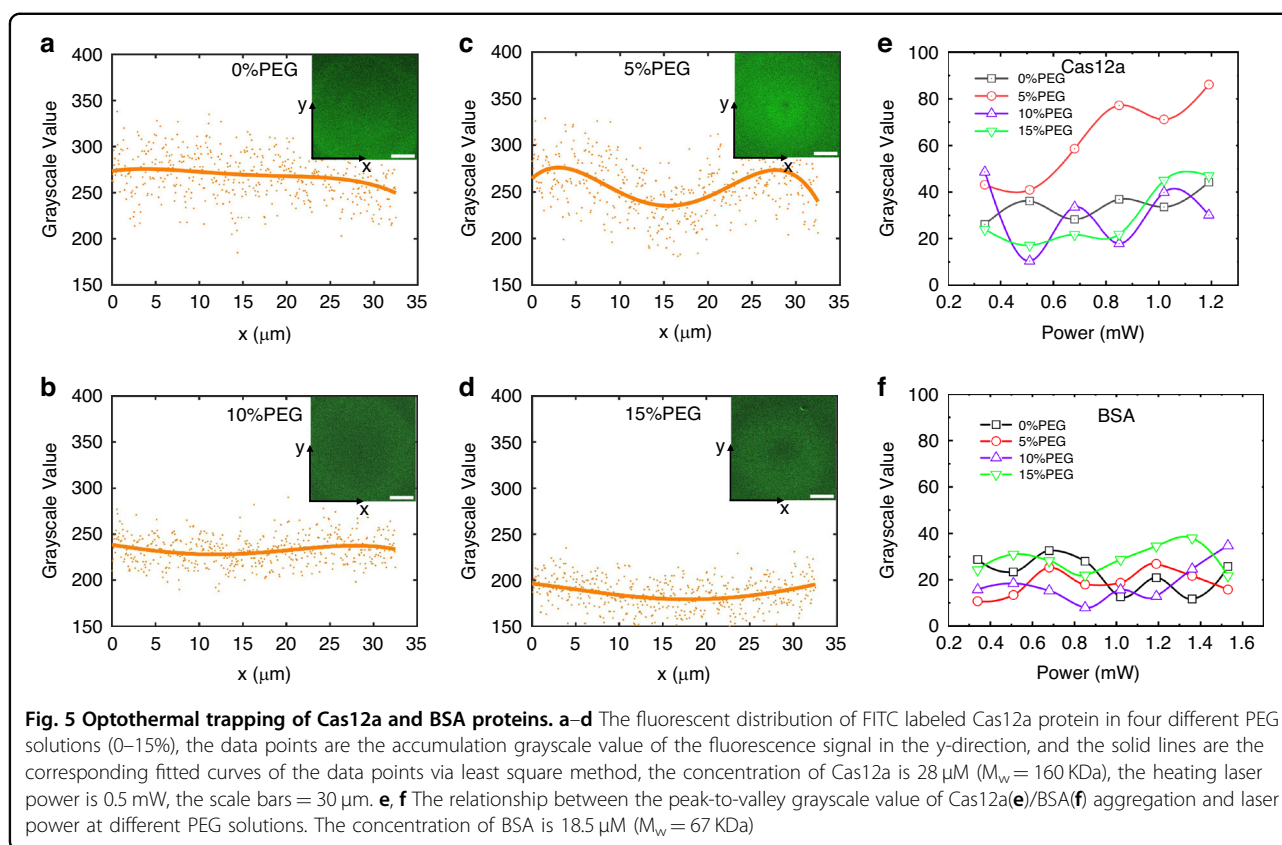 a
0%PEG
400
350
300
250
200
150
Grayscale Value
y
x
0 5 10 15 20 25 30 35
x (μm)
c
5%PEG
400
350
300
250
200
150
Grayscale Value
y
x
0 5 10 15 20 25 30 35
x (μm)
e
Cas12a
0%PEG
5%PEG
10%PEG
15%PEG
100
80
60
40
20
0
Grayscale Value
0.2 0.4 0.6 0.8 1.0 1.2
Power (mW)
b
10%PEG
400
350
300
250
200
150
Grayscale Value
y
x
0 5 10 15 20 25 30 35
x (μm)
d
15%PEG
400
350
300
250
200
150
Grayscale Value
y
x
0 5 10 15 20 25 30 35
x (μm)
f
BSA
0%PEG
5%PEG
10%PEG
15%PEG
100
80
60
40
20
0
Grayscale Value
0.2 0.4 0.6 0.8 1.0 1.2 1.4 1.6
Power (mW)
Fig. 5 Optothermal trapping of Cas12a and BSA proteins. a–d The fluorescent distribution of FITC labeled Cas12a protein in four different PEG
solutions (0–15%), the data points are the accumulation grayscale value of the fluorescence signal in the y-direction, and the solid lines are the
corresponding fitted curves of the data points via least square method, the concentration of Cas12a is 28 μM (Mw = 160 KDa), the heating laser
power is 0.5 mW, the scale bars = 30 μm. e, f The relationship between the peak-to-valley grayscale value of Cas12a(e)/BSA(f) aggregation and laser
power at different PEG solutions. The concentration of BSA is 18.5 μM (Mw = 67 KDa)